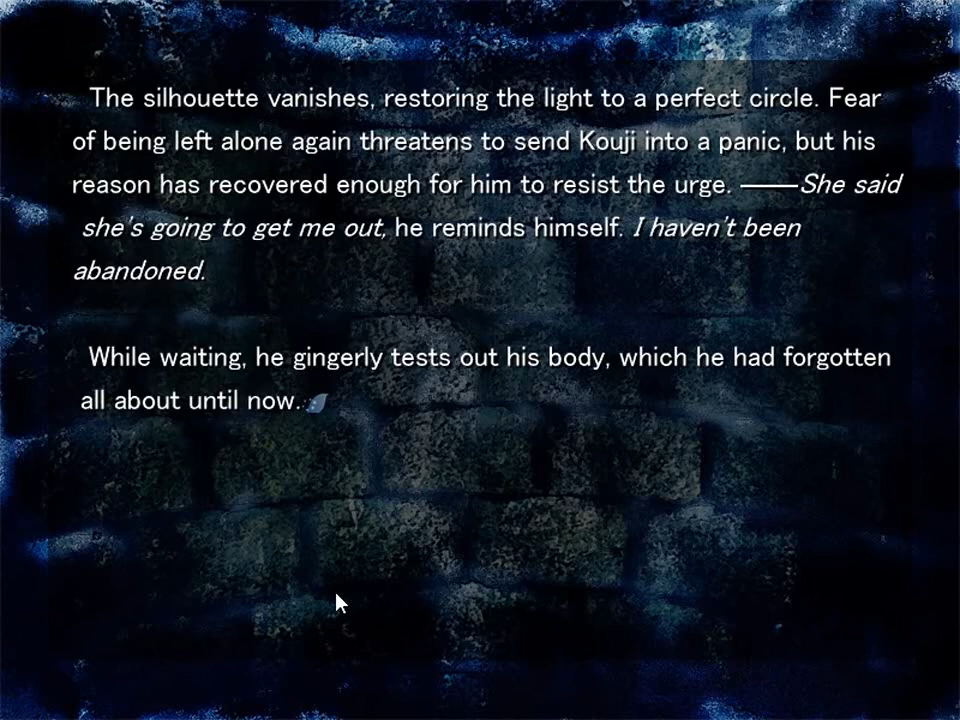 The silhouette vanishes, restoring the light to a perfect circle. Fear
of being left alone again threatens to send Kouji into a panic, but his
reason has recovered enough for him to resist the urge. ――She said
she's going to get me out, he reminds himself. I haven't been
abandoned.
While waiting, he gingerly tests out his body, which he had forgotten
all about until now.